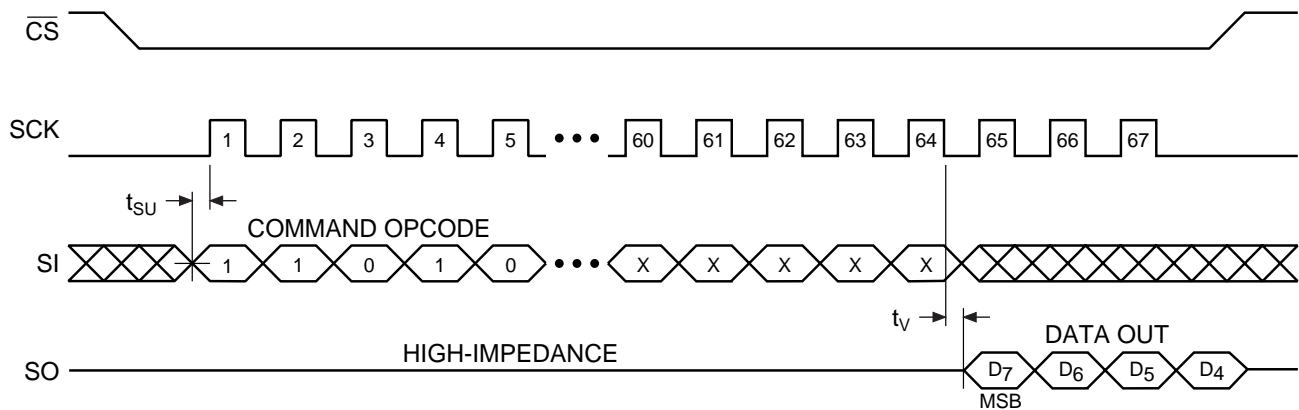 CS
SCK 1 2 3 4 5 ••• 60 61 62 63 64 65 66 67
tSU
COMMAND OPCODE
SI 1 1 0 1 0 ••• X X X X X
tV
DATA OUT
HIGH-IMPEDANCE
SO D7 D6 D5 D4
MSB